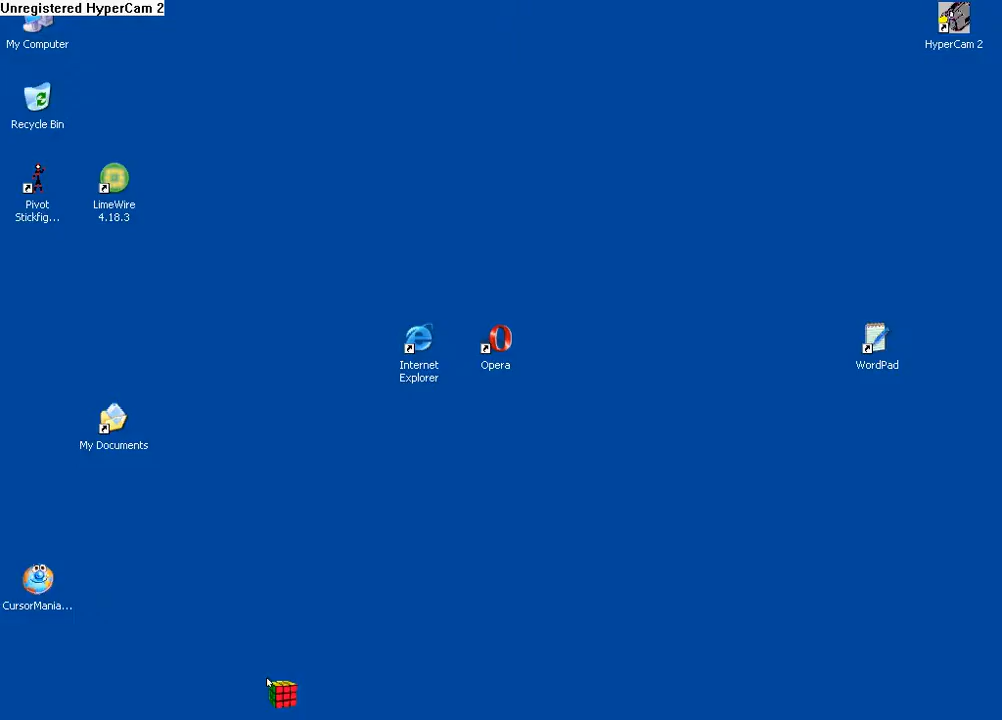 Unregistered HyperCam 2
My Computer
HyperCam 2
Recycle Bin
Pivot
Stickfig...
LimeWire
4.18.3
Internet
Explorer
Opera
WordPad
My Documents
CursorMania...